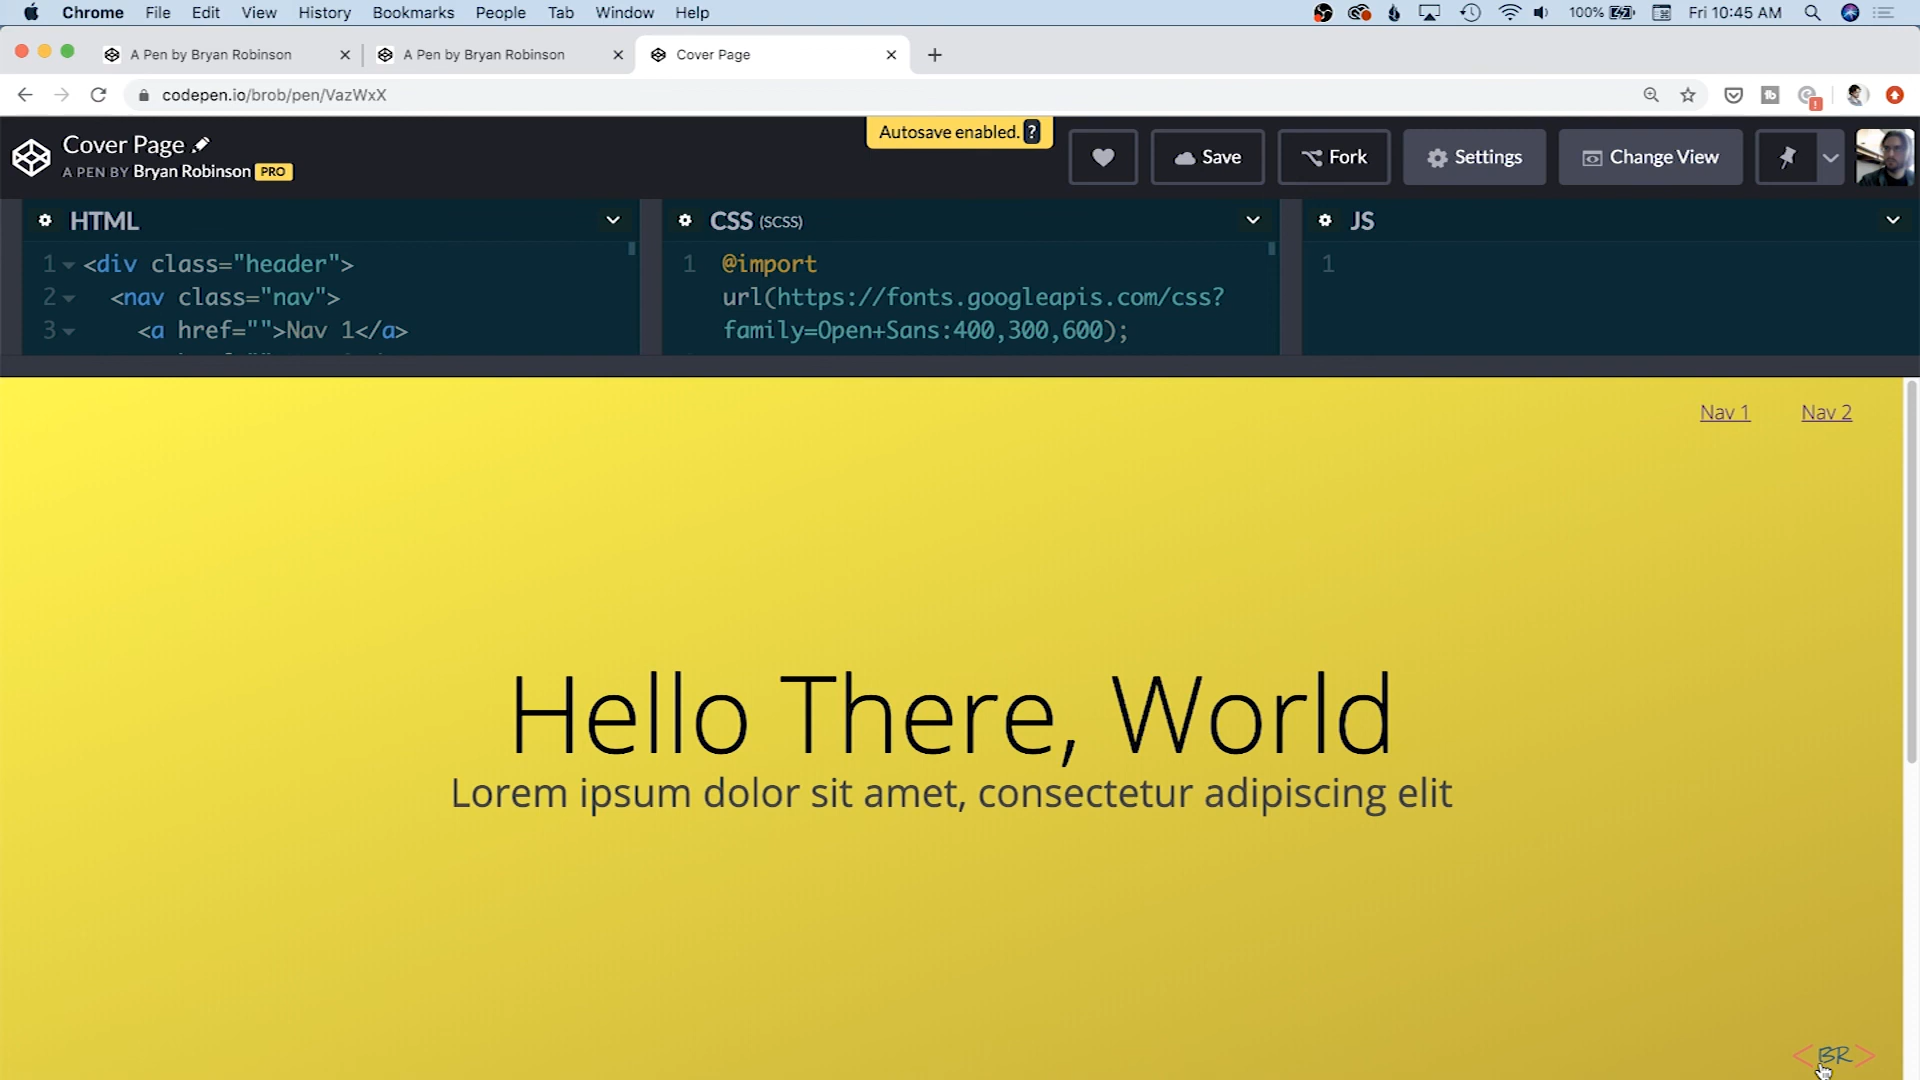 Chrome File Edit View History Bookmarks People Tab Window Help 100% Fri 10:45 AM
A Pen by Bryan Robinson A Pen by Bryan Robinson Cover Page
codepen.io/brob/pen/VazWxX
Autosave enabled. ?
Cover Page
A PEN BY Bryan Robinson PRO
Save Fork Settings Change View
HTML
1 <div class="header">
2 <nav class="nav">
3 <a href="">Nav 1</a>
CSS (SCSS)
1 @import
url(https://fonts.googleapis.com/css?
family=Open+Sans:400,300,600);
JS
1
Nav 1 Nav 2
Hello There, World
Lorem ipsum dolor sit amet, consectetur adipiscing elit
<BR>